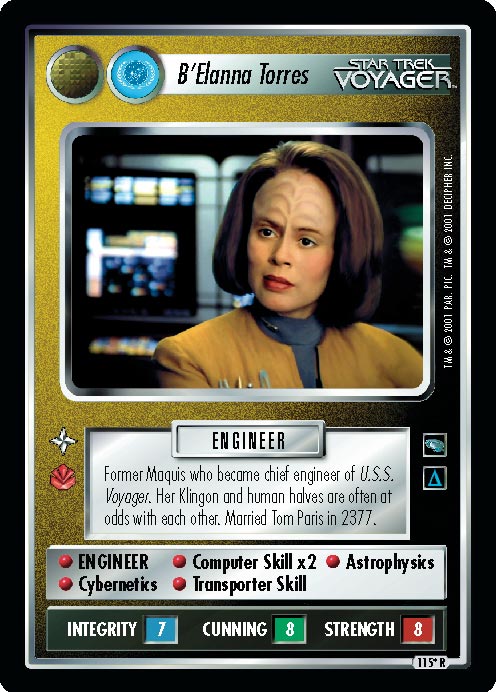 B'Elanna Torres
STAR TREK
VOYAGER™
TM & © 2001 PAR. PIC. TM & © 2001 DECIPHER INC.
ENGINEER
Former Maquis who became chief engineer of U.S.S.
Voyager. Her Klingon and human halves are often at
odds with each other. Married Tom Paris in 2377.
ENGINEER Computer Skill x2 Astrophysics
Cybernetics Transporter Skill
INTEGRITY 7 CUNNING 8 STRENGTH 8
115* R